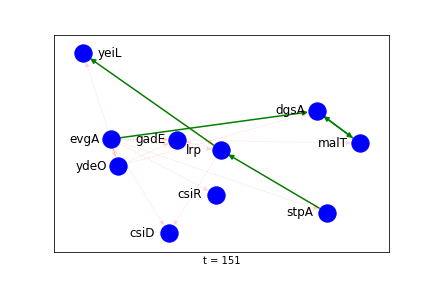 yeiL
dgsA
evgA
gadE
malT
lrp
ydeO
csiR
stpA
csiD
t = 151